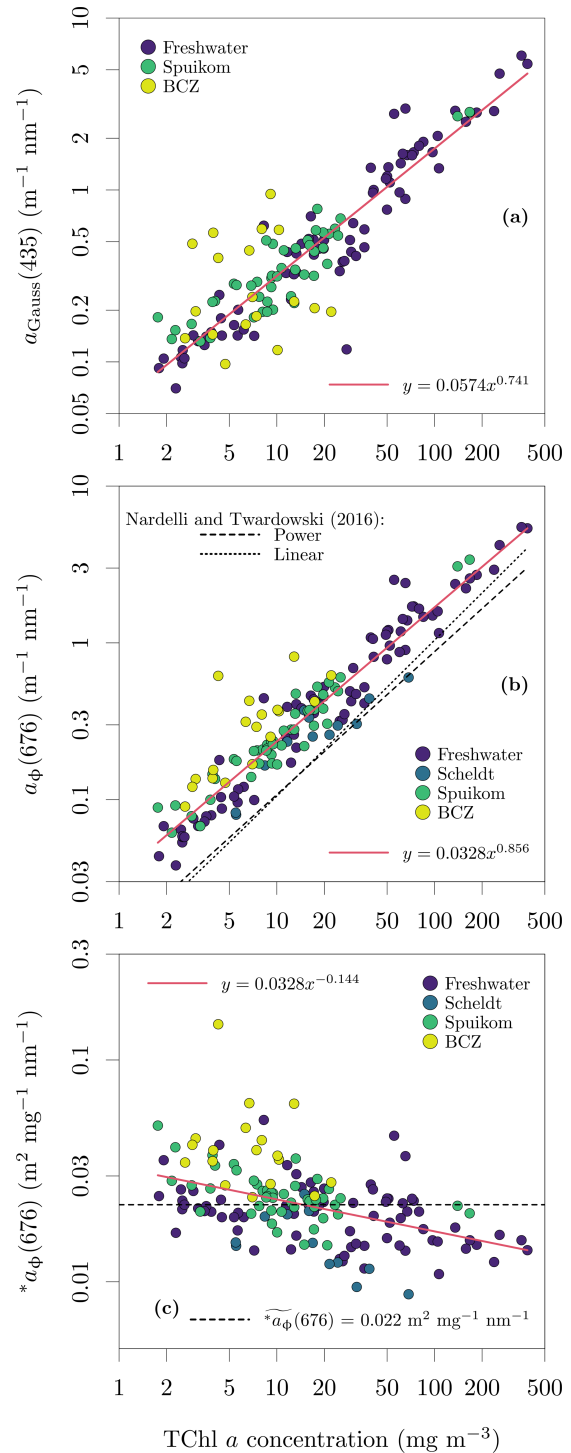 10
5
2
1
0.5
0.2
0.1
0.05
a_Gauss(435) (m⁻¹ nm⁻¹)
Freshwater
Spuikom
BCZ
(a)
y = 0.0574x^0.741
1 2 5 10 20 50 100 200 500
10
3
1
0.3
0.1
0.03
a_Φ(676) (m⁻¹ nm⁻¹)
Nardelli and Twardowski (2016):
Power
Linear
(b)
Freshwater
Scheldt
Spuikom
BCZ
y = 0.0328x^0.856
1 2 5 10 20 50 100 200 500
0.3
0.1
0.03
0.01
*a_Φ(676) (m² mg⁻¹ nm⁻¹)
y = 0.0328x^−0.144
Freshwater
Scheldt
Spuikom
BCZ
(c)
*a_Φ(676) = 0.022 m² mg⁻¹ nm⁻¹
1 2 5 10 20 50 100 200 500
TChl a concentration (mg m⁻³)